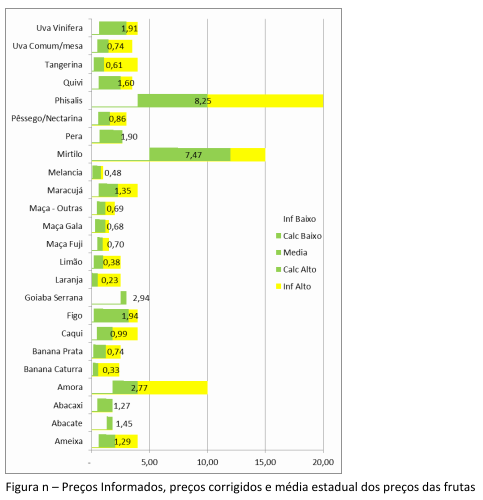 Uva Vinifera 1,91
Uva Comum/mesa 0,74
Tangerina 0,61
Quivi 1,60
Phisalis 8,25
Pêssego/Nectarina 0,86
Pera 1,90
Mirtilo 7,47
Melancia 0,48
Maracujá 1,35
Maça - Outras 0,69
Maça Gala 0,68
Maça Fuji 0,70
Limão 0,38
Laranja 0,23
Goiaba Serrana 2,94
Figo 1,94
Caqui 0,99
Banana Prata 0,74
Banana Caturra 0,33
Amora 2,77
Abacaxi 1,27
Abacate 1,45
Ameixa 1,29
Inf Baixo
Calc Baixo
Media
Calc Alto
Inf Alto
- 5,00 10,00 15,00 20,00
Figura n – Preços Informados, preços corrigidos e média estadual dos preços das frutas